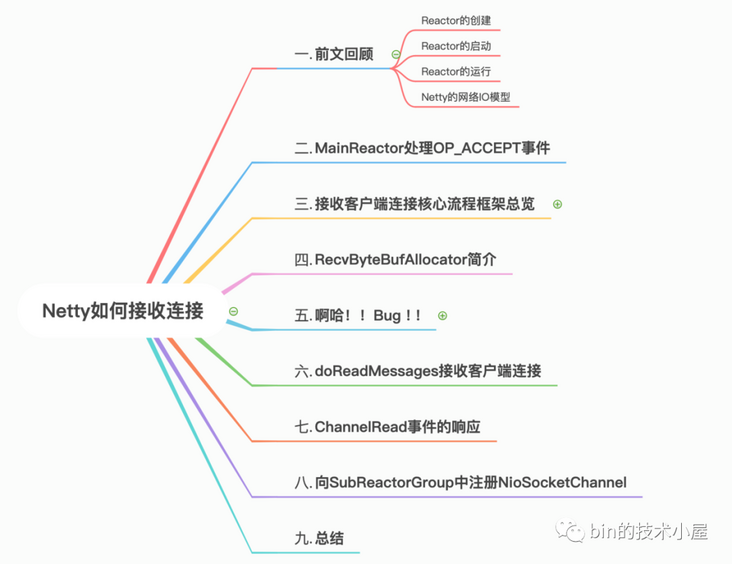 Netty如何接收连接
一. 前文回顾
Reactor的创建
Reactor的启动
Reactor的运行
Netty的网络IO模型
二. MainReactor处理OP_ACCEPT事件
三. 接收客户端连接核心流程框架总览
四. RecvByteBufAllocator简介
五. 啊哈！！Bug ! !
六. doReadMessages接收客户端连接
七. ChannelRead事件的响应
八. 向SubReactorGroup中注册NioSocketChannel
九. 总结
bin的技术小屋